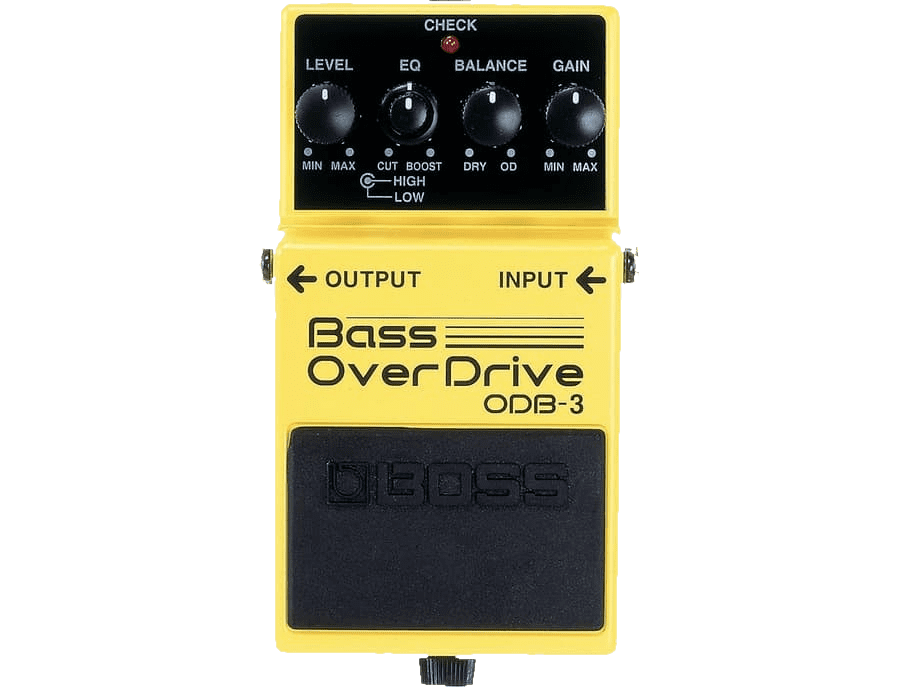 CHECK
LEVEL EQ BALANCE GAIN
MIN MAX CUT BOOST DRY OD MIN MAX
HIGH
LOW
OUTPUT INPUT
Bass
OverDrive
ODB-3
BOSS